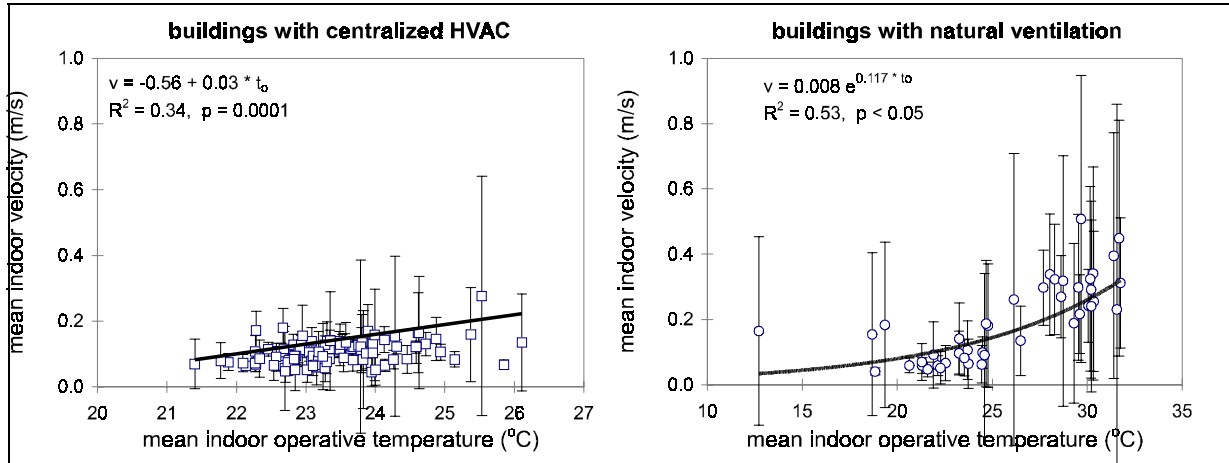 buildings with centralized HVAC
v = -0.56 + 0.03 * to
R2 = 0.34, p = 0.0001
mean indoor velocity (m/s)
1.0
0.8
0.6
0.4
0.2
0.0
20 21 22 23 24 25 26 27
mean indoor operative temperature (oC)
buildings with natural ventilation
v = 0.008 e0.117 * to
R2 = 0.53, p < 0.05
mean indoor velocity (m/s)
1.0
0.8
0.6
0.4
0.2
0.0
10 15 20 25 30 35
mean indoor operative temperature (oC)